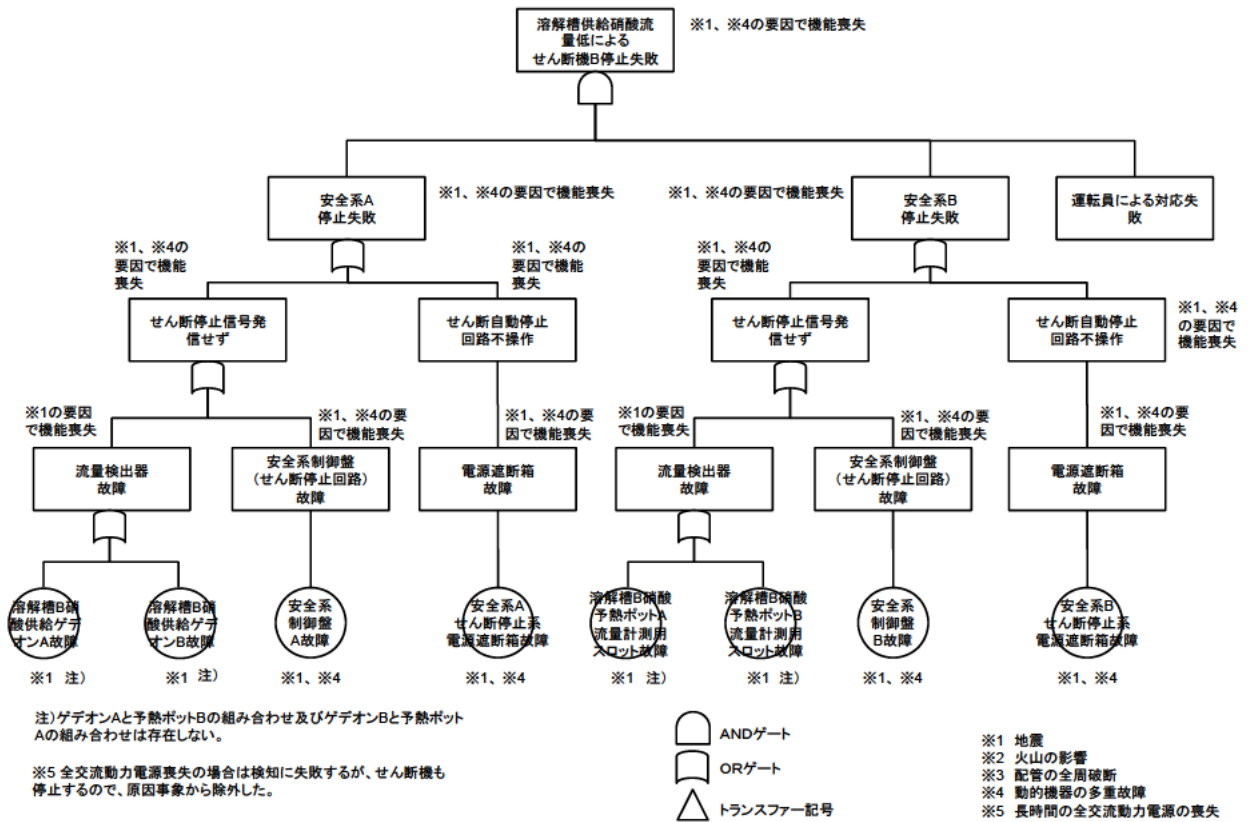 溶解槽供給硝酸流
量低による
せん断機B停止失敗
※1、※4の要因で機能喪失
安全系A
停止失敗
※1、※4の要因で機能喪失
※1、※4の要因で機能喪失
安全系B
停止失敗
運転員による対応失
敗
※1、※4の
要因で機能
喪失
※1、※4の
要因で機能
喪失
※1、※4の
要因で機能
喪失
せん断停止信号発
信せず
せん断自動停止
回路不操作
せん断停止信号発
信せず
せん断自動停止
回路不操作
※1、※4
の要因で
機能喪失
※1の要因
で機能喪失
※1、※4の要
因で機能喪失
※1、※4の要
因で機能喪失
※1の要因
で機能喪失
※1、※4の要
因で機能喪失
※1、※4の要
因で機能喪失
流量検出器
故障
安全系制御盤
(せん断停止回路)
故障
電源遮断箱
故障
流量検出器
故障
安全系制御盤
(せん断停止回路)
故障
電源遮断箱
故障
溶解槽B硝
酸供給ゲデ
オンA故障
溶解槽B硝
酸供給ゲデ
オンB故障
安全系
制御盤
A故障
安全系A
せん断停止系
電源遮断箱故障
溶解槽B硝酸
予熱ポットA
流量計測用
スロット故障
溶解槽B硝酸
予熱ポットB
流量計測用
スロット故障
安全系
制御盤
B故障
安全系B
せん断停止系
電源遮断箱故障
※1 注)
※1 注)
※1、※4
※1、※4
※1 注)
※1 注)
※1、※4
※1、※4
注)ゲデオンAと予熱ポットBの組み合わせ及びゲデオンBと予熱ポット
Aの組み合わせは存在しない。
※5 全交流動力電源喪失の場合は検知に失敗するが、せん断機も
停止するので、原因事象から除外した。
ANDゲート
ORゲート
トランスファー記号
※1 地震
※2 火山の影響
※3 配管の全周破断
※4 動的機器の多重故障
※5 長時間の全交流動力電源の喪失